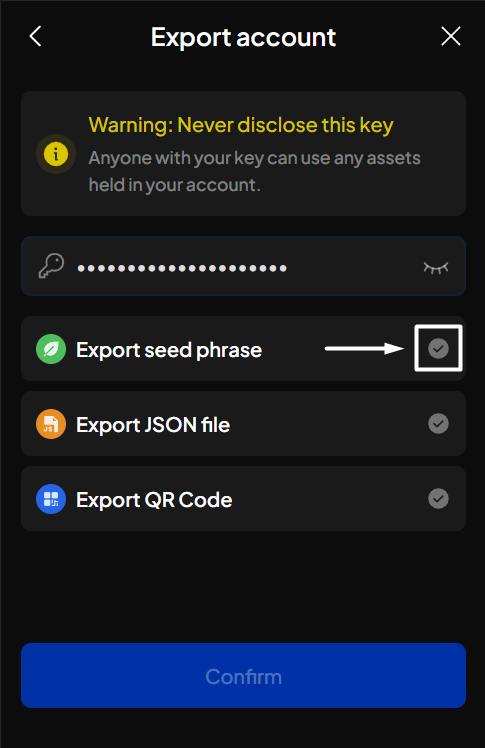 Export account
Warning: Never disclose this key
Anyone with your key can use any assets
held in your account.
•••••••••••••••••••••
Export seed phrase
JS
Export JSON file
Export QR Code
Confirm